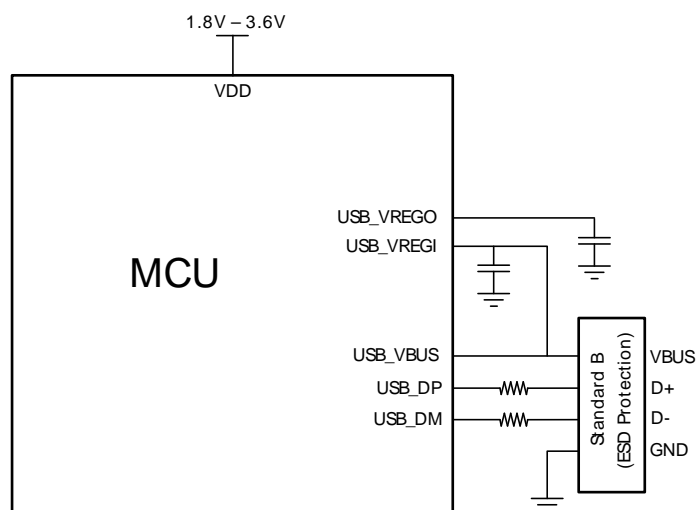 1.8V – 3.6V
VDD
USB_VREGO
USB_VREGI
MCU
USB_VBUS
USB_DP
USB_DM
Standard B
(ESD Protection)
VBUS
D+
D-
GND